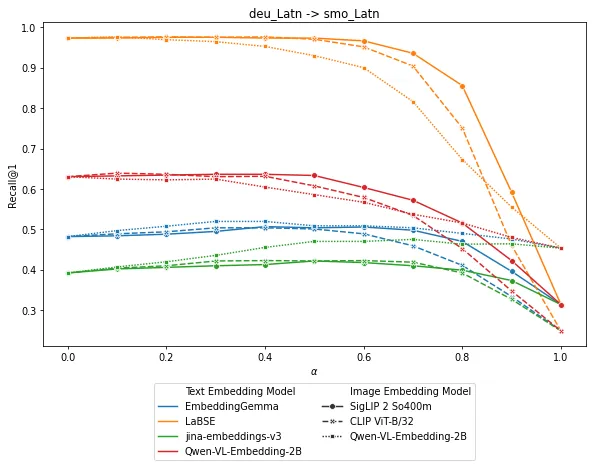 deu_Latn -> smo_Latn
Recall@1
1.0
0.9
0.8
0.7
0.6
0.5
0.4
0.3
0.0 0.2 0.4 0.6 0.8 1.0
α
Text Embedding Model Image Embedding Model
EmbeddingGemma SigLIP 2 So400m
LaBSE CLIP ViT-B/32
jina-embeddings-v3 Qwen-VL-Embedding-2B
Qwen-VL-Embedding-2B